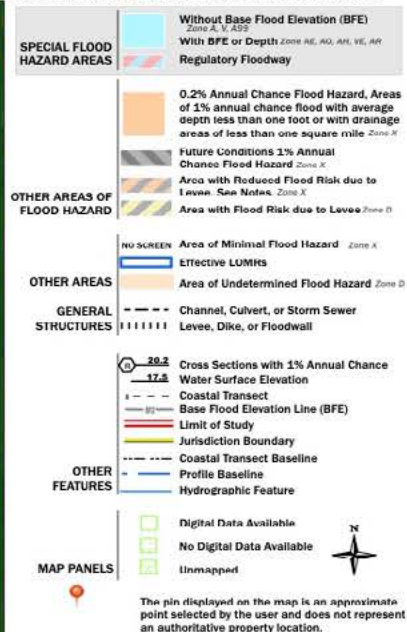 Without Base Flood Elevation (BFE)
Zone A, V, A99
With BFE or Depth Zone AE, AO, AH, VE, AR
SPECIAL FLOOD
HAZARD AREAS
Regulatory Floodway
0.2% Annual Chance Flood Hazard, Areas
of 1% annual chance flood with average
depth less than one foot or with drainage
areas of less than one square mile Zone X
Future Conditions 1% Annual
Chance Flood Hazard Zone X
Area with Reduced Flood Risk due to
Levee. See Notes. Zone X
OTHER AREAS OF
FLOOD HAZARD
Area with Flood Risk due to Levee Zone D
NO SCREEN Area of Minimal Flood Hazard Zone X
Effective LOMRs
OTHER AREAS
Area of Undetermined Flood Hazard Zone D
GENERAL
STRUCTURES
Channel, Culvert, or Storm Sewer
Levee, Dike, or Floodwall
20.2 Cross Sections with 1% Annual Chance
17.5 Water Surface Elevation
Coastal Transect
Base Flood Elevation Line (BFE)
Limit of Study
Jurisdiction Boundary
Coastal Transect Baseline
OTHER
FEATURES
Profile Baseline
Hydrographic Feature
Digital Data Available
No Digital Data Available
MAP PANELS
Unmapped
N
The pin displayed on the map is an approximate
point selected by the user and does not represent
an authoritative property location.